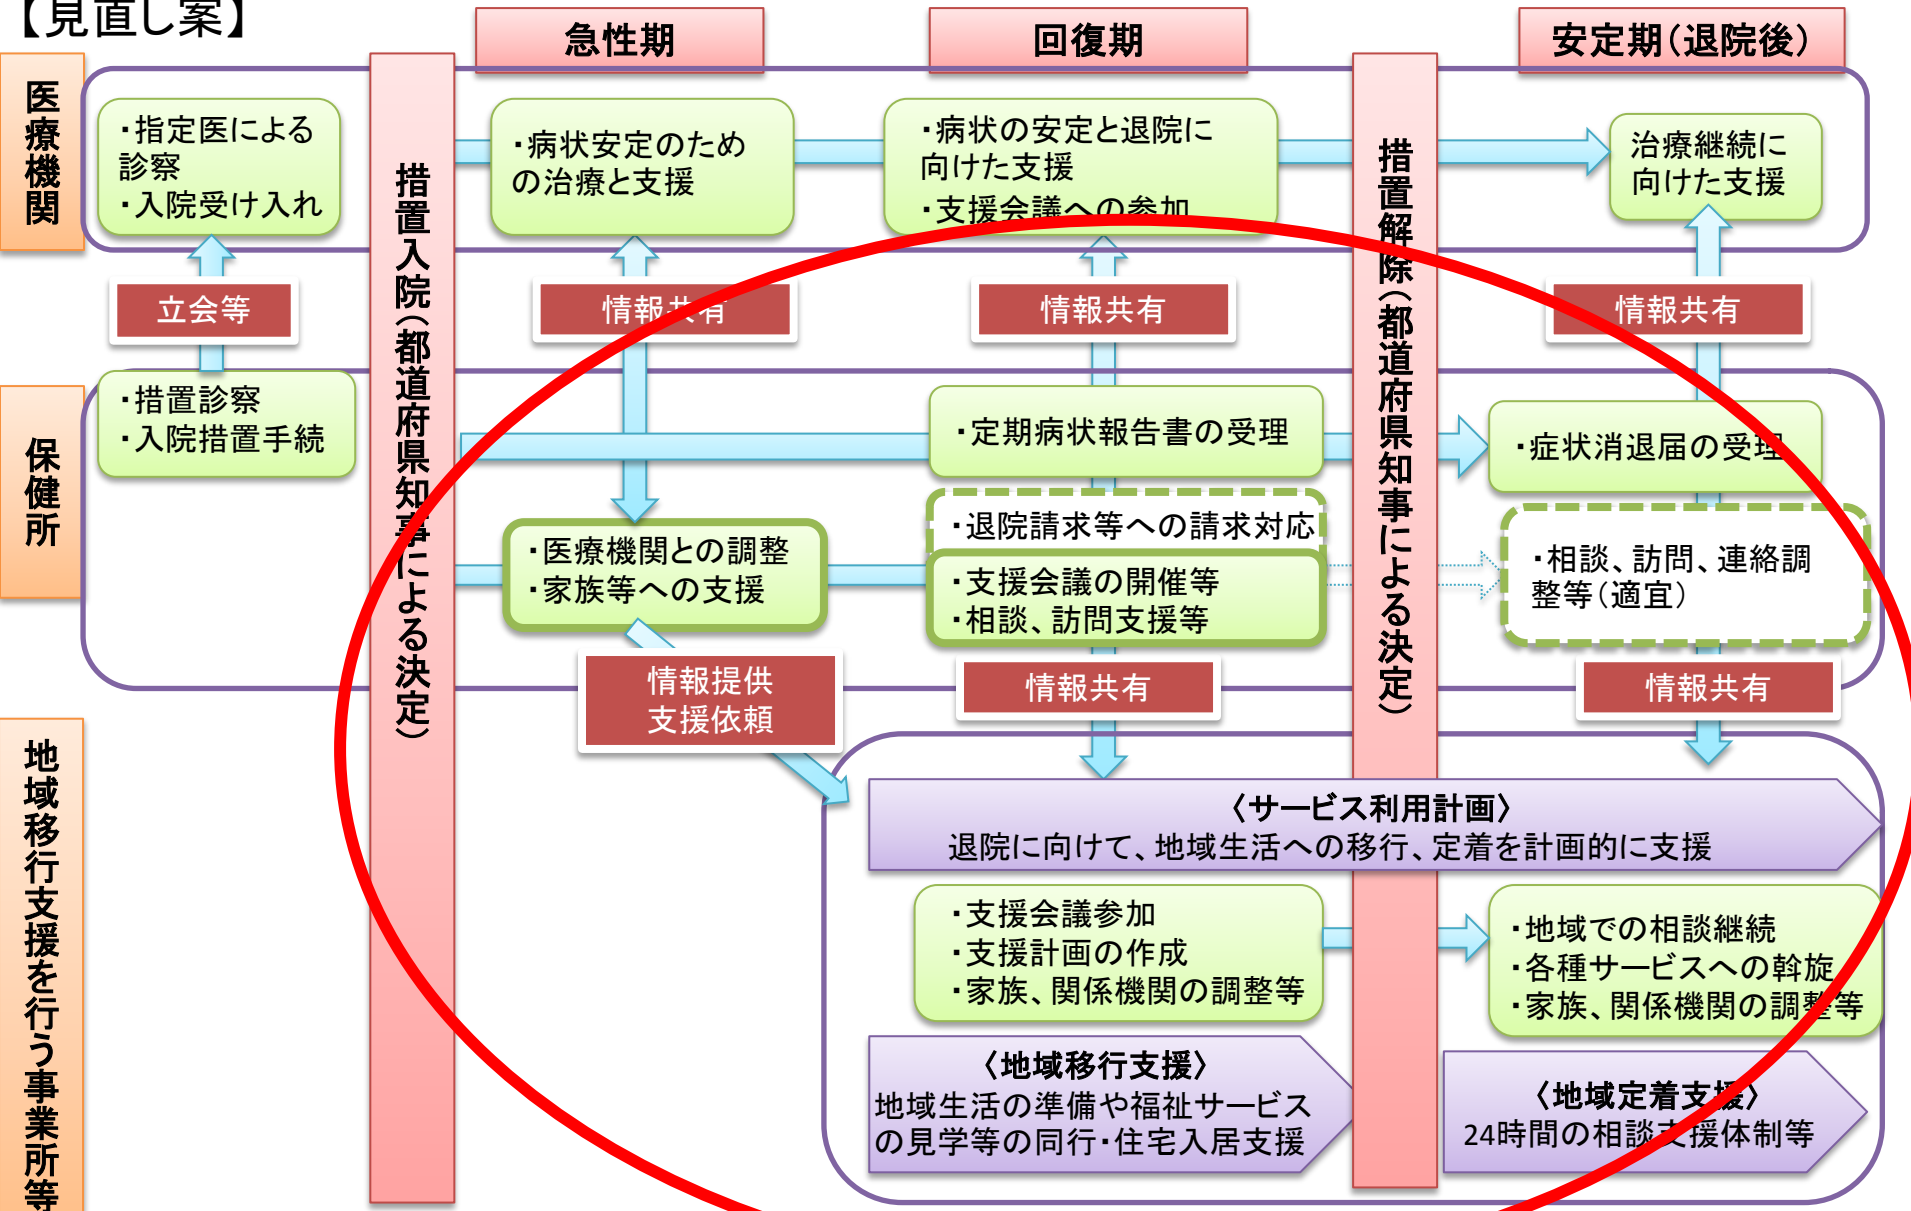 【見直し案】
急性期
回復期
安定期(退院後)
医療機関
・指定医による
診察
・入院受け入れ
措置入院(都道府県知事による決定)
・病状安定のため
の治療と支援
・病状の安定と退院に
向けた支援
・支援会議への参加
措置解除(都道府県知事による決定)
治療継続に
向けた支援
立会等
情報共有
情報共有
情報共有
保健所
・措置診察
・入院措置手続
・定期病状報告書の受理
・症状消退届の受理
・医療機関との調整
・家族等への支援
・退院請求等への請求対応
・支援会議の開催等
・相談、訪問支援等
・相談、訪問、連絡調
整等(適宜)
情報提供
支援依頼
情報共有
情報共有
地域移行支援を行う事業所等
〈サービス利用計画〉
退院に向けて、地域生活への移行、定着を計画的に支援
・支援会議参加
・支援計画の作成
・家族、関係機関の調整等
・地域での相談継続
・各種サービスへの斡旋
・家族、関係機関の調整等
〈地域移行支援〉
地域生活の準備や福祉サービス
の見学等の同行・住宅入居支援
〈地域定着支援〉
24時間の相談支援体制等